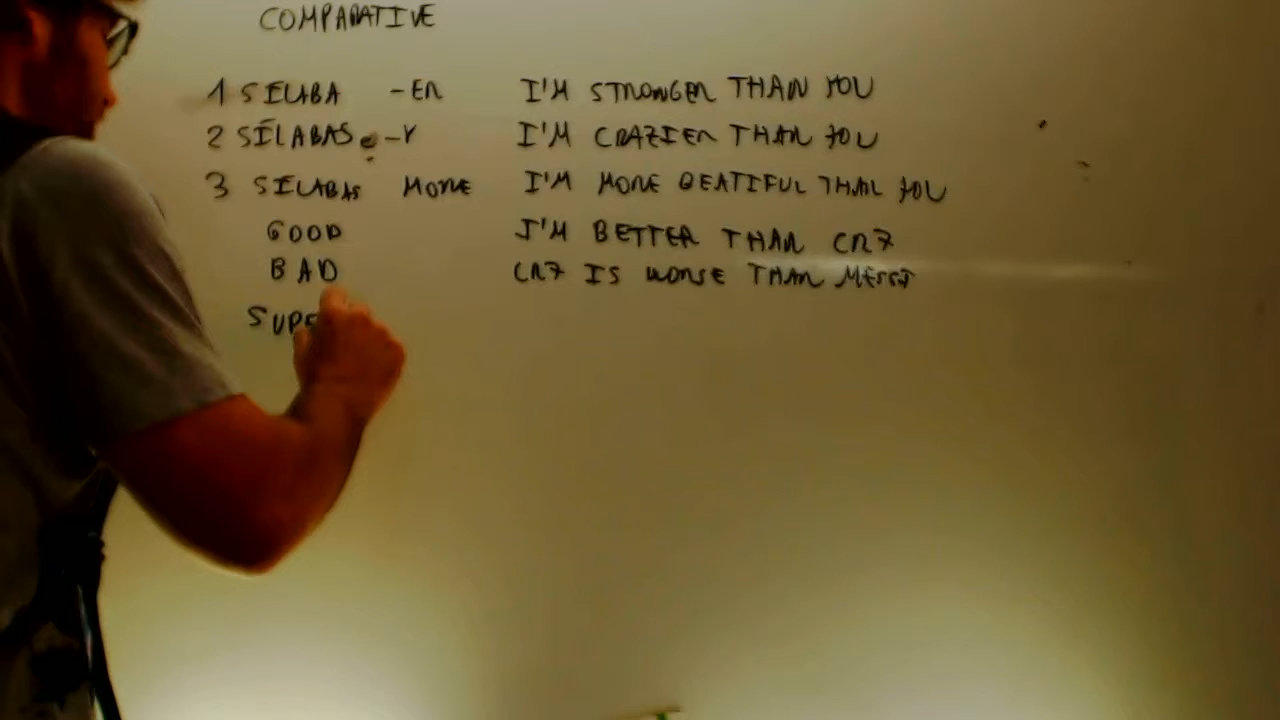 COMPARATIVE
1 SÍLABA -ER I'M STRONGER THAN YOU
2 SÍLABAS e -Y I'M CRAZIER THAN YOU
3 SÍLABAS MORE I'M MORE BEATIFUL THAN YOU
GOOD I'M BETTER THAN CR7
BAD CR7 IS WORSE THAN MESSI
SUPE